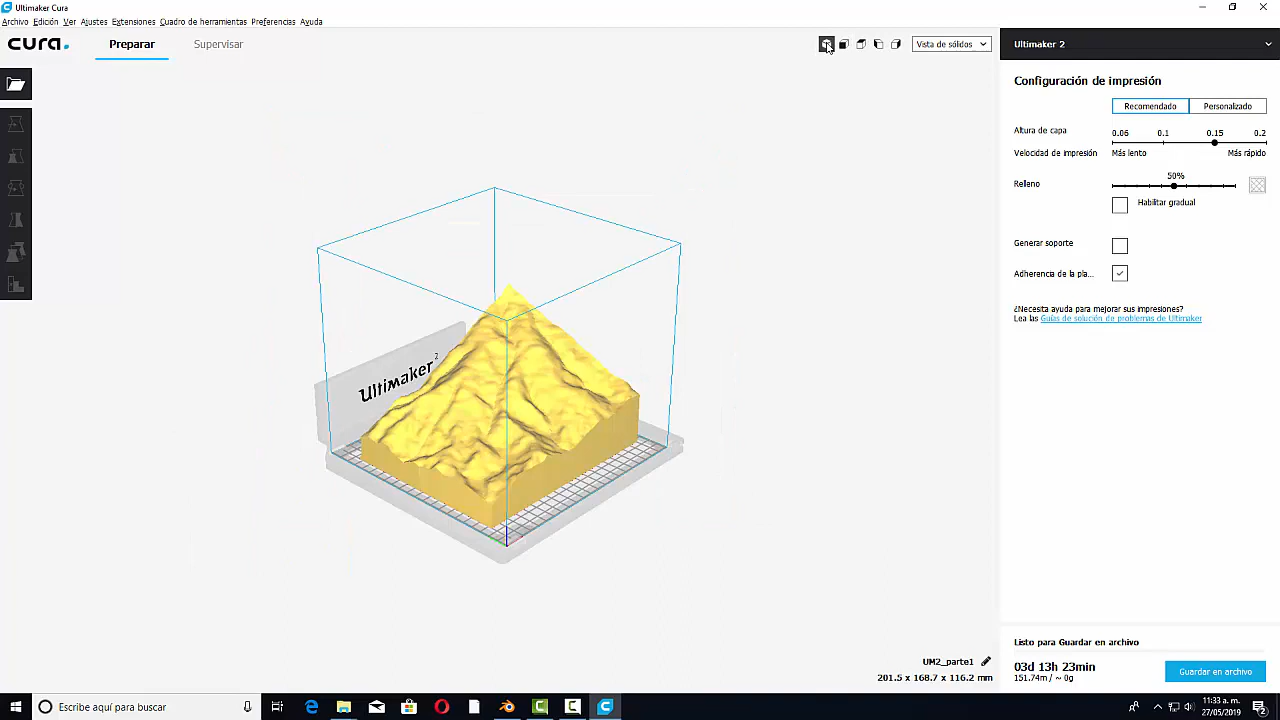 Ultimaker Cura
Archivo Edición Ver Ajustes Extensiones Cuadro de herramientas Preferencias Ayuda
cura.
Preparar
Supervisar
Vista de sólidos
Ultimaker 2
Configuración de impresión
Recomendado
Personalizado
Altura de capa
0.06 0.1 0.15 0.2
Velocidad de impresión
Más lento
Más rápido
50%
Relleno
Habilitar gradual
Generar soporte
Adherencia de la pla...
¿Necesita ayuda para mejorar sus impresiones?
Lea las Guías de solución de problemas de Ultimaker
Ultimaker 2
UM2_parte1
201.5 x 168.7 x 116.2 mm
Listo para Guardar en archivo
03d 13h 23min
151.74m / ~ 0g
Guardar en archivo
Escribe aquí para buscar
11:33 a. m.
27/05/2019
2